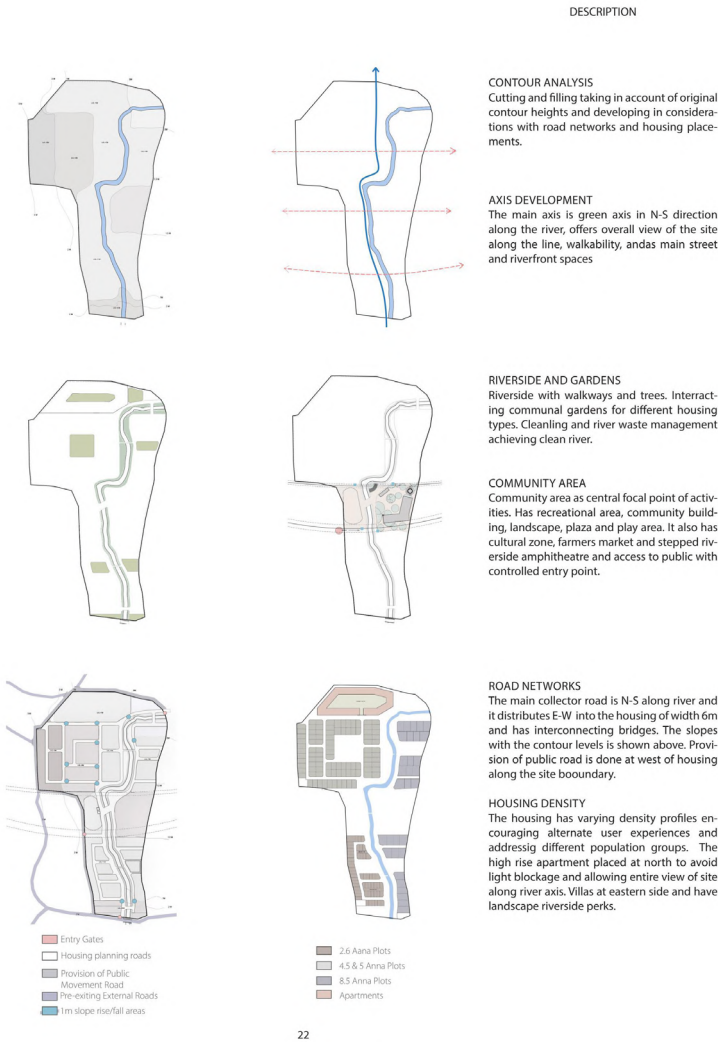 DESCRIPTION
CONTOUR ANALYSIS
Cutting and filling taking in account of original
contour heights and developing in considera-
tions with road networks and housing place-
ments.
AXIS DEVELOPMENT
The main axis is green axis in N-S direction
along the river, offers overall view of the site
along the line, walkability, andas main street
and riverfront spaces
RIVERSIDE AND GARDENS
Riverside with walkways and trees. Interract-
ing communal gardens for different housing
types. Cleanling and river waste management
achieving clean river.
COMMUNITY AREA
Community area as central focal point of activ-
ities. Has recreational area, community build-
ing, landscape, plaza and play area. It also has
cultural zone, farmers market and stepped riv-
erside amphitheatre and access to public with
controlled entry point.
ROAD NETWORKS
The main collector road is N-S along river and
it distributes E-W into the housing of width 6m
and has interconnecting bridges. The slopes
with the contour levels is shown above. Provi-
sion of public road is done at west of housing
along the site booundary.
HOUSING DENSITY
The housing has varying density profiles en-
couraging alternate user experiences and
addressig different population groups. The
high rise apartment placed at north to avoid
light blockage and allowing entire view of site
along river axis. Villas at eastern side and have
landscape riverside perks.
Entry Gates
Housing planning roads
Provision of Public
Movement Road
Pre-exiting External Roads
1m slope rise/fall areas
2.6 Aana Plots
4.5 & 5 Anna Plots
8.5 Anna Plots
Apartments
22